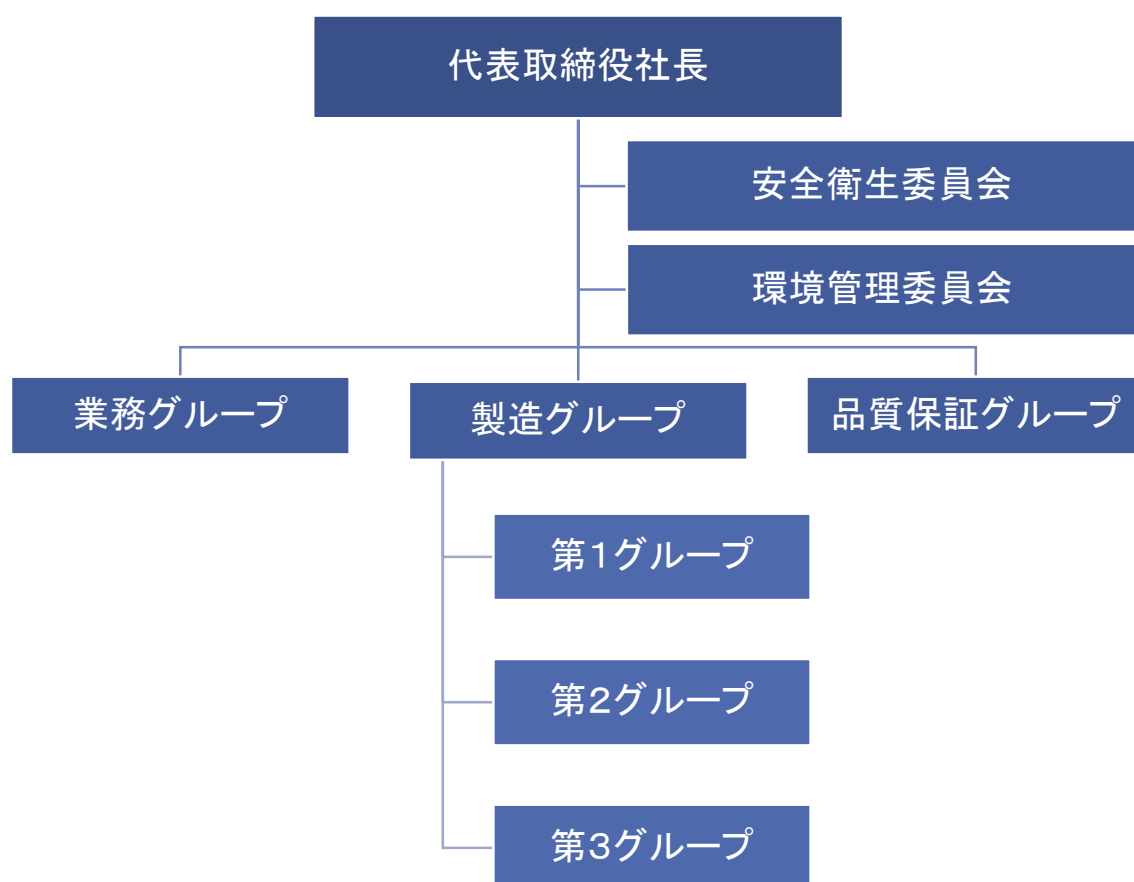 代表取締役社長
安全衛生委員会
環境管理委員会
業務グループ
製造グループ
品質保証グループ
第1グループ
第2グループ
第3グループ